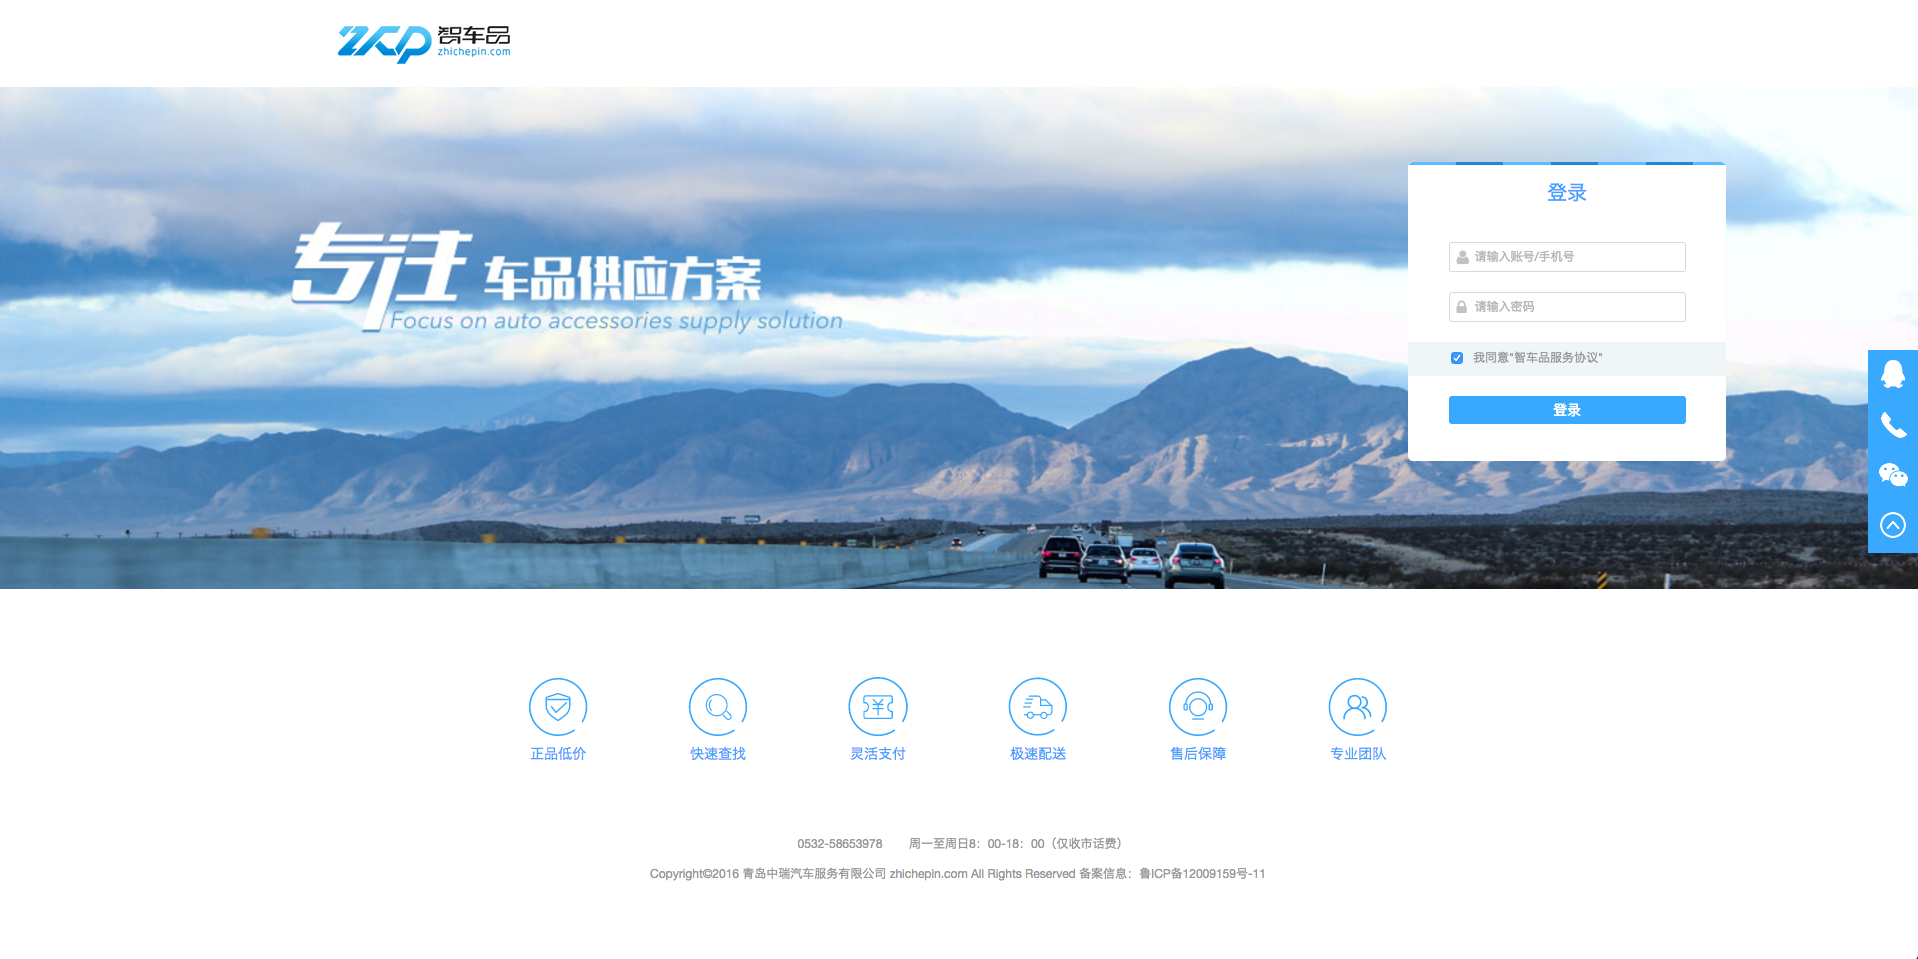 ZCP 智车品
zhichepin.com
专注 车品供应方案
Focus on auto accessories supply solution
登录
请输入账号/手机号
请输入密码
我同意"智车品服务协议"
登录
正品低价 快速查找 灵活支付 极速配送 售后保障 专业团队
0532-58653978 周一至周日8：00-18：00（仅收市话费）
Copyright©2016 青岛中瑞汽车服务有限公司 zhichepin.com All Rights Reserved 备案信息：鲁ICP备12009159号-11